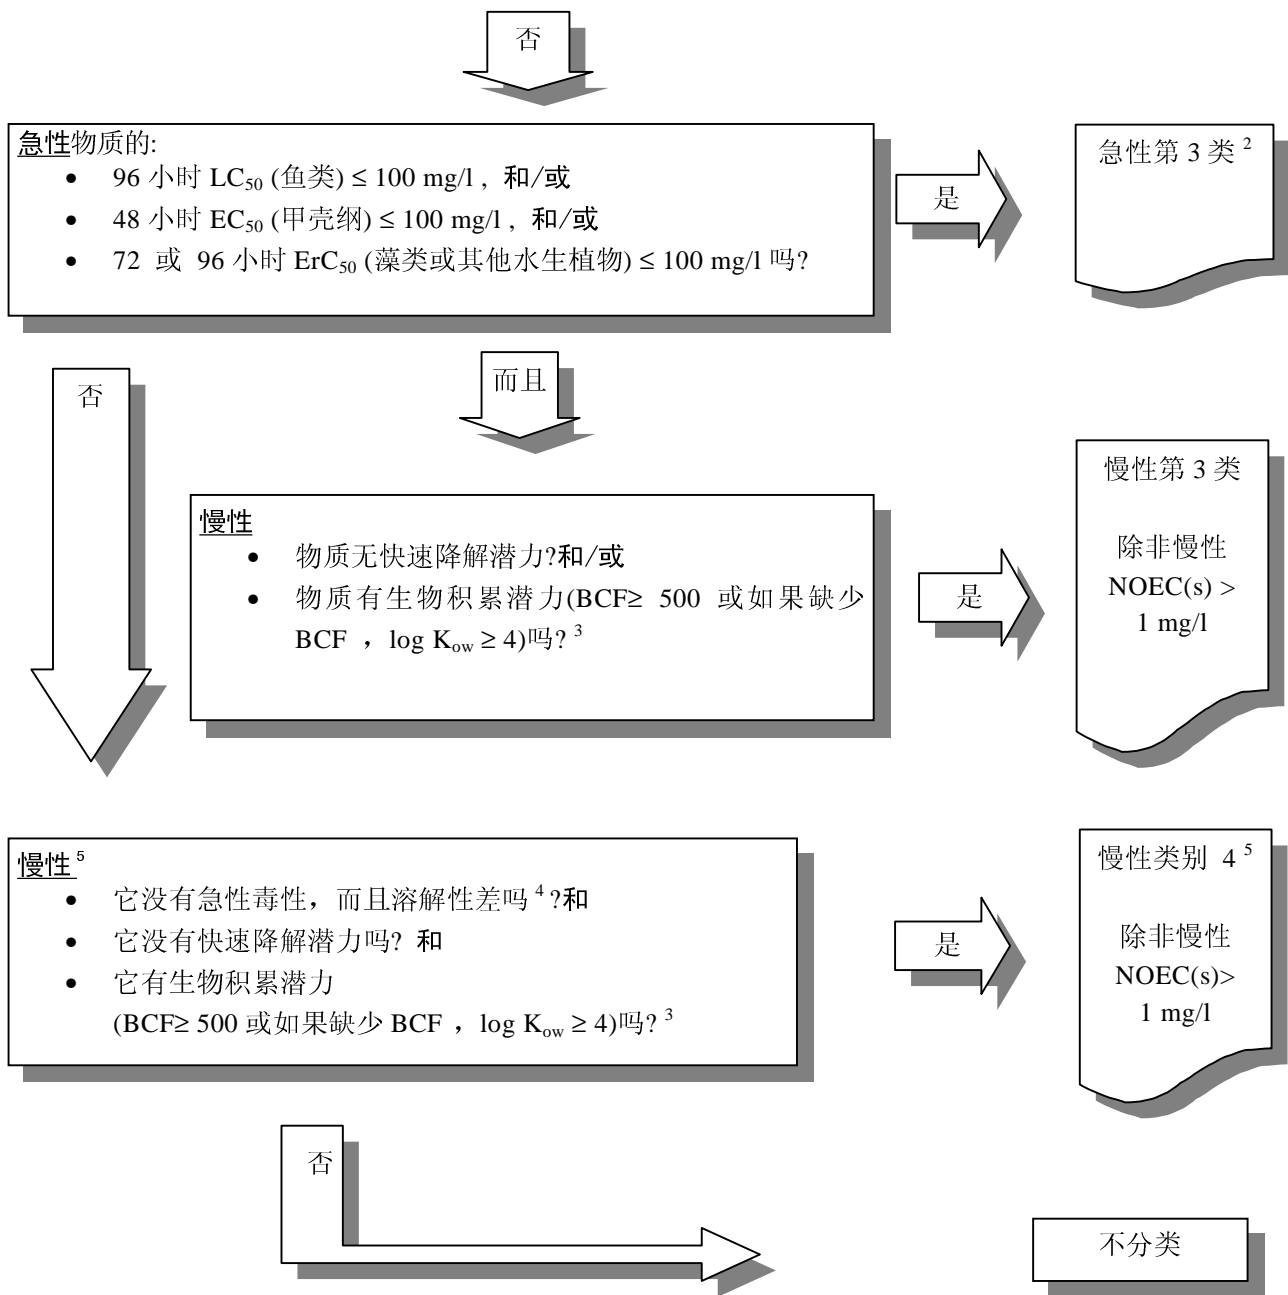 否
急性物质的:
• 96 小时 LC₅₀ (鱼类) ≤ 100 mg/l , 和/或
• 48 小时 EC₅₀ (甲壳纲) ≤ 100 mg/l , 和/或
• 72 或 96 小时 ErC₅₀ (藻类或其他水生植物) ≤ 100 mg/l 吗?
是
急性第 3 类 ²
否
而且
慢性
• 物质无快速降解潜力?和/或
• 物质有生物积累潜力(BCF≥ 500 或如果缺少
BCF ，log Kₒw ≥ 4)吗? ³
是
慢性第 3 类
除非慢性
NOEC(s) >
1 mg/l
慢性 ⁵
• 它没有急性毒性，而且溶解性差吗 ⁴ ?和
• 它没有快速降解潜力吗? 和
• 它有生物积累潜力
(BCF≥ 500 或如果缺少 BCF ，log Kₒw ≥ 4)吗? ³
是
慢性类别 4 ⁵
除非慢性
NOEC(s)>
1 mg/l
否
不分类